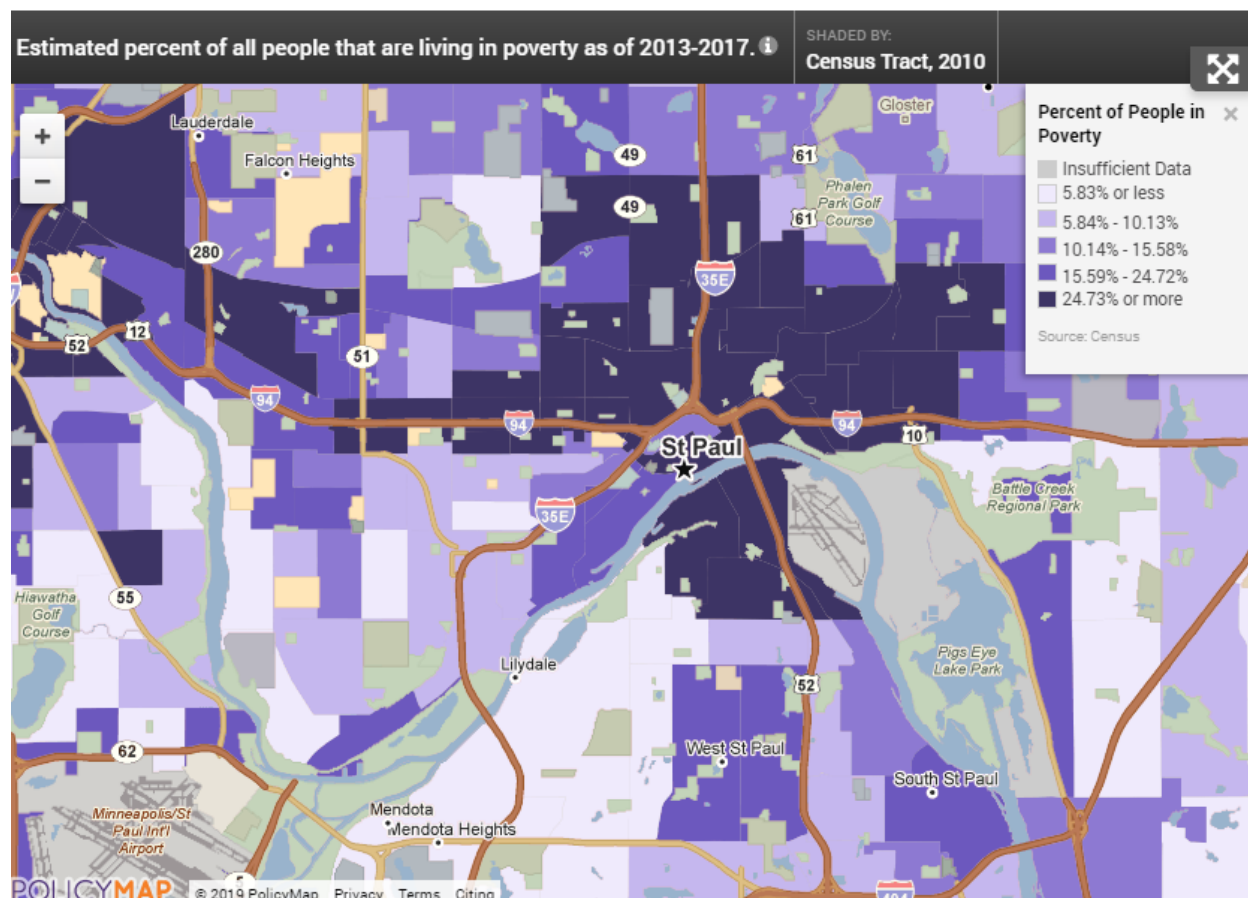 Estimated percent of all people that are living in poverty as of 2013-2017.
SHADED BY:
Census Tract, 2010
+
−
Percent of People in
Poverty
Insufficient Data
5.83% or less
5.84% - 10.13%
10.14% - 15.58%
15.59% - 24.72%
24.73% or more
Source: Census
Lauderdale
Falcon Heights
Gloster
49
61
Phalen
Park Golf
Course
49
61
280
35E
12
52
51
94
94
94
10
St Paul
35E
Battle Creek
Regional Park
55
Hiawatha
Golf
Course
Lilydale
Pigs Eye
Lake Park
52
62
West St Paul
South St Paul
Mendota
Mendota Heights
Minneapolis/St
Paul Int'l
Airport
5
494
POLICYMAP
© 2019 PolicyMap Privacy Terms Citing